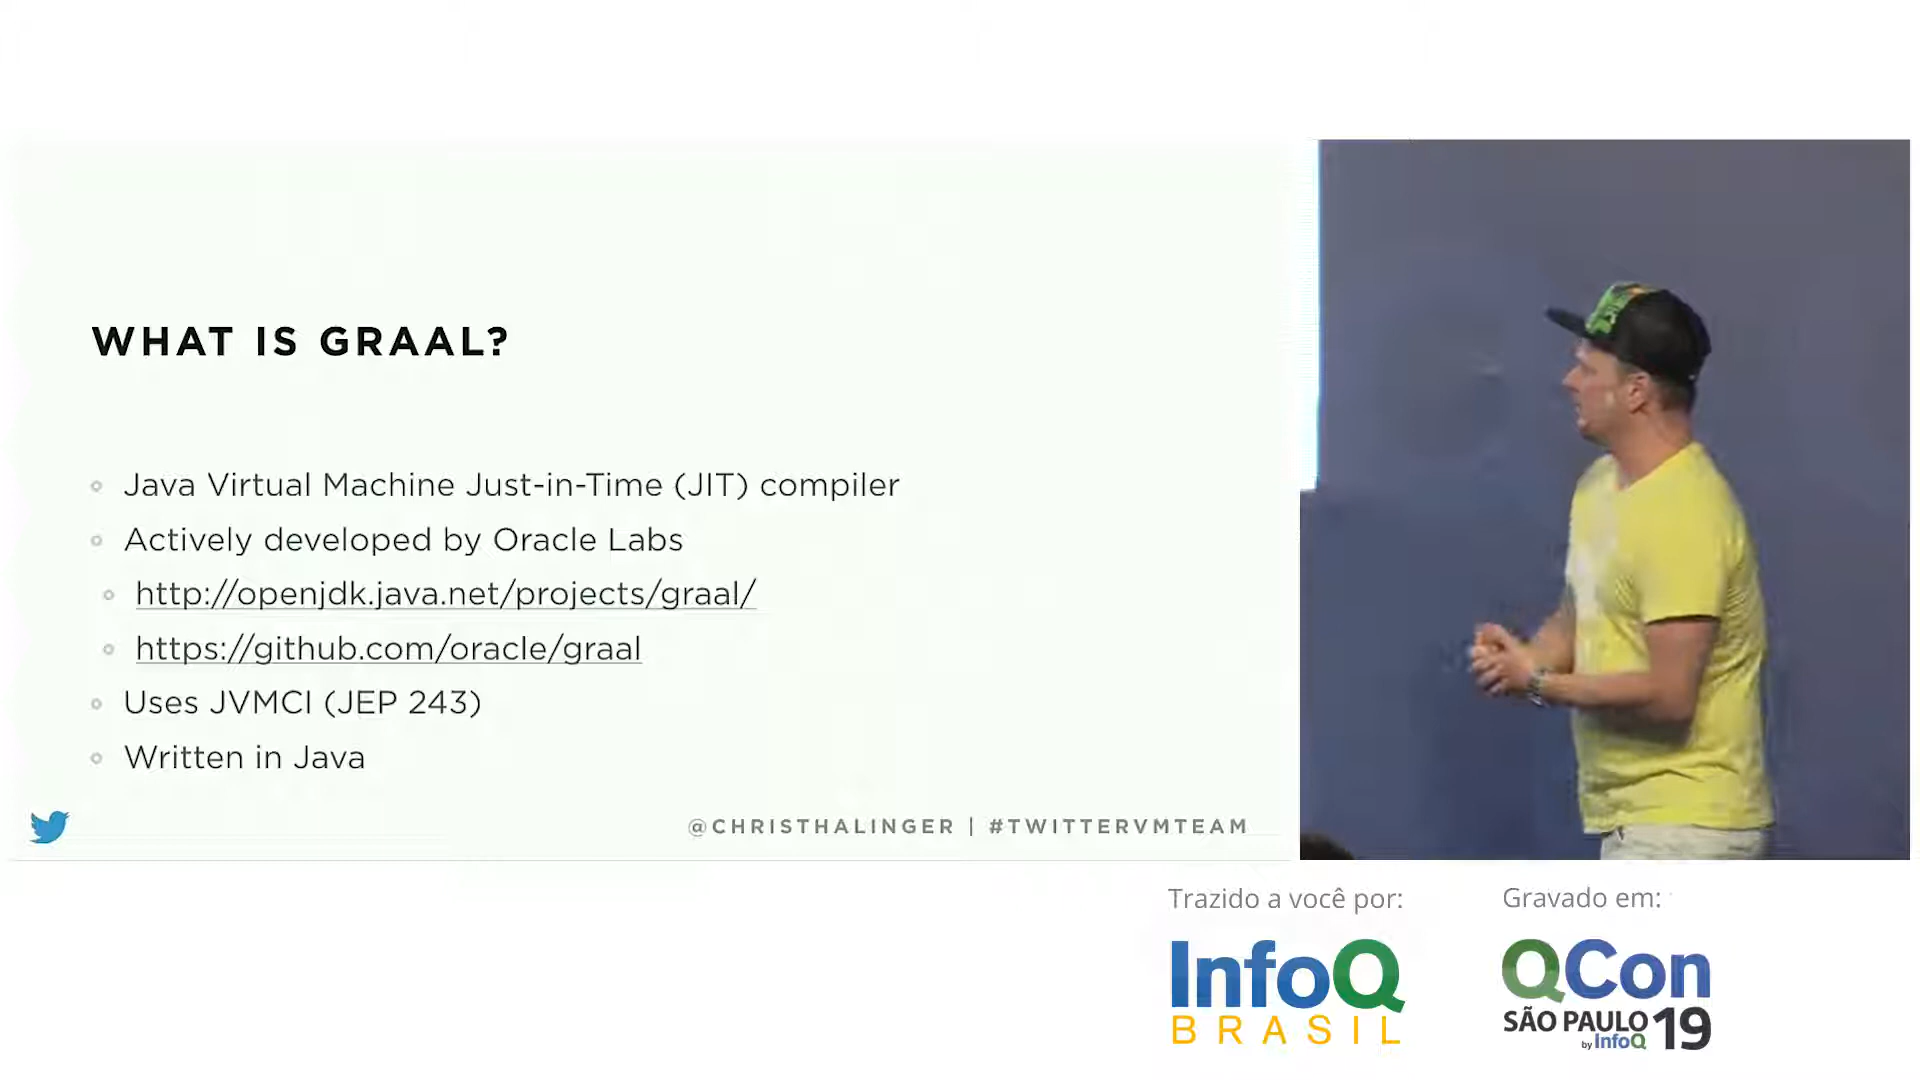 WHAT IS GRAAL?
Java Virtual Machine Just-in-Time (JIT) compiler
Actively developed by Oracle Labs
http://openjdk.java.net/projects/graal/
https://github.com/oracle/graal
Uses JVMCI (JEP 243)
Written in Java
@CHRISTHALINGER | #TWITTERVMTEAM
Trazido a você por:
InfoQ
BRASIL
Gravado em:
QCon
SÃO PAULO 19
by InfoQ